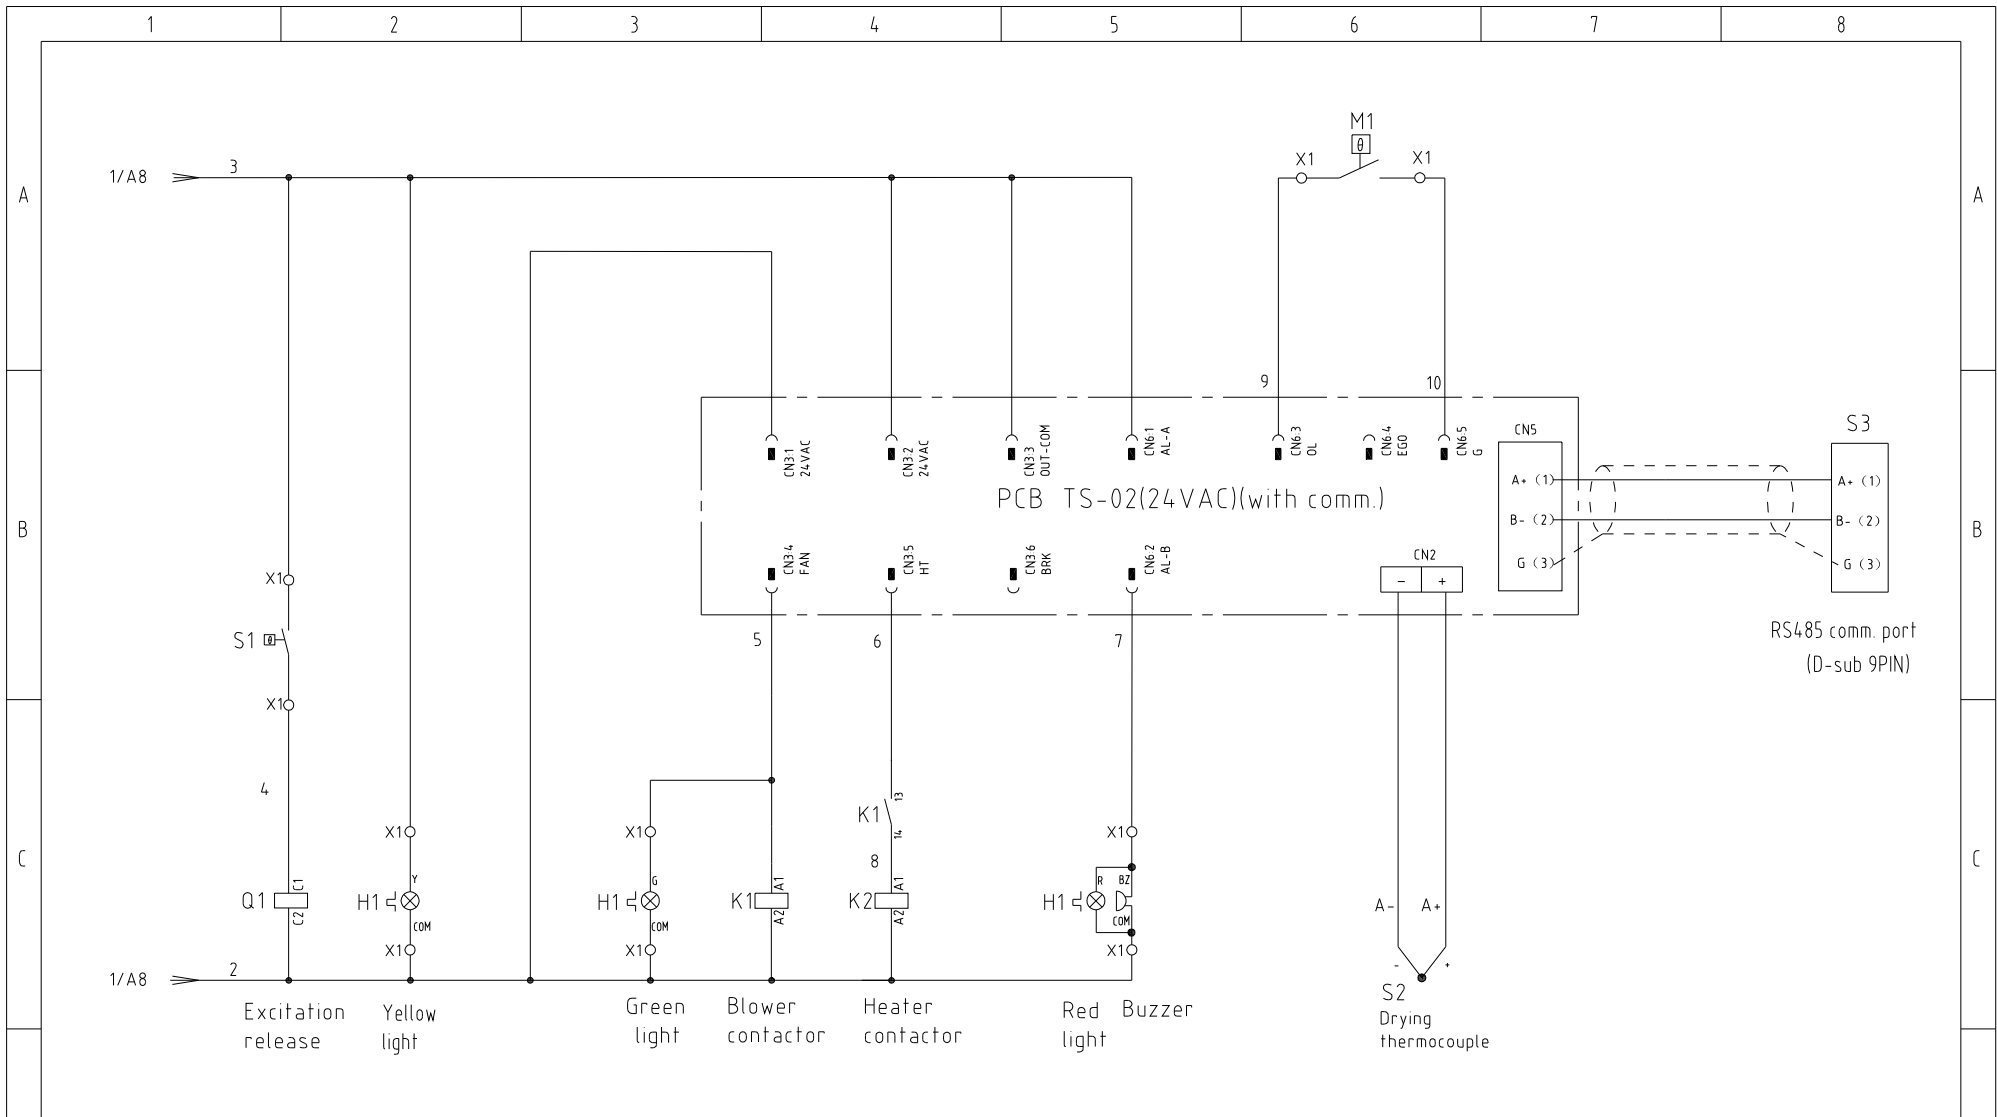 1 2 3 4 5 6 7 8
A A
B B
C C
M1
θ
X1 X1
1/A8 3
9 10
CN3:1
24VAC
CN3:2
24VAC
CN3:3
OUT-COM
CN6:1
AL-A
CN6:3
OL
CN6:4
EGO
CN6:5
G
CN5
S3
A+ (1) A+ (1)
PCB TS-02(24VAC)(with comm.)
B- (2) B- (2)
G (3) G (3)
CN3:4
FAN
CN3:5
HT
CN3:6
BRK
CN6:2
AL-B
CN2
- +
X1
S1 θ
5 6 7
RS485 comm. port
(D-sub 9PIN)
X1
4
13
K1
14
X1 X1 X1
8
C1
Q1
C2
Y
H1
COM
G
H1
COM
A1
K1
A2
A1
K2
A2
R BZ
H1
COM
A- A+
X1 X1 X1
- +
1/A8 2
S2
Drying
thermocouple
Excitation
release
Yellow
light
Green
light
Blower
contactor
Heater
contactor
Red
light
Buzzer